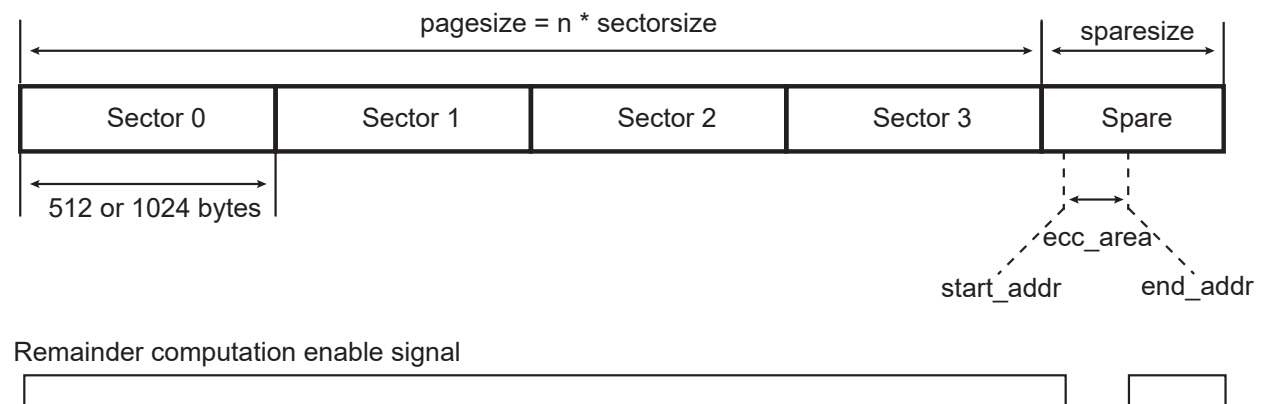 pagesize = n * sectorsize
sparesize
Sector 0
Sector 1
Sector 2
Sector 3
Spare
512 or 1024 bytes
ecc_area
start_addr
end_addr
Remainder computation enable signal